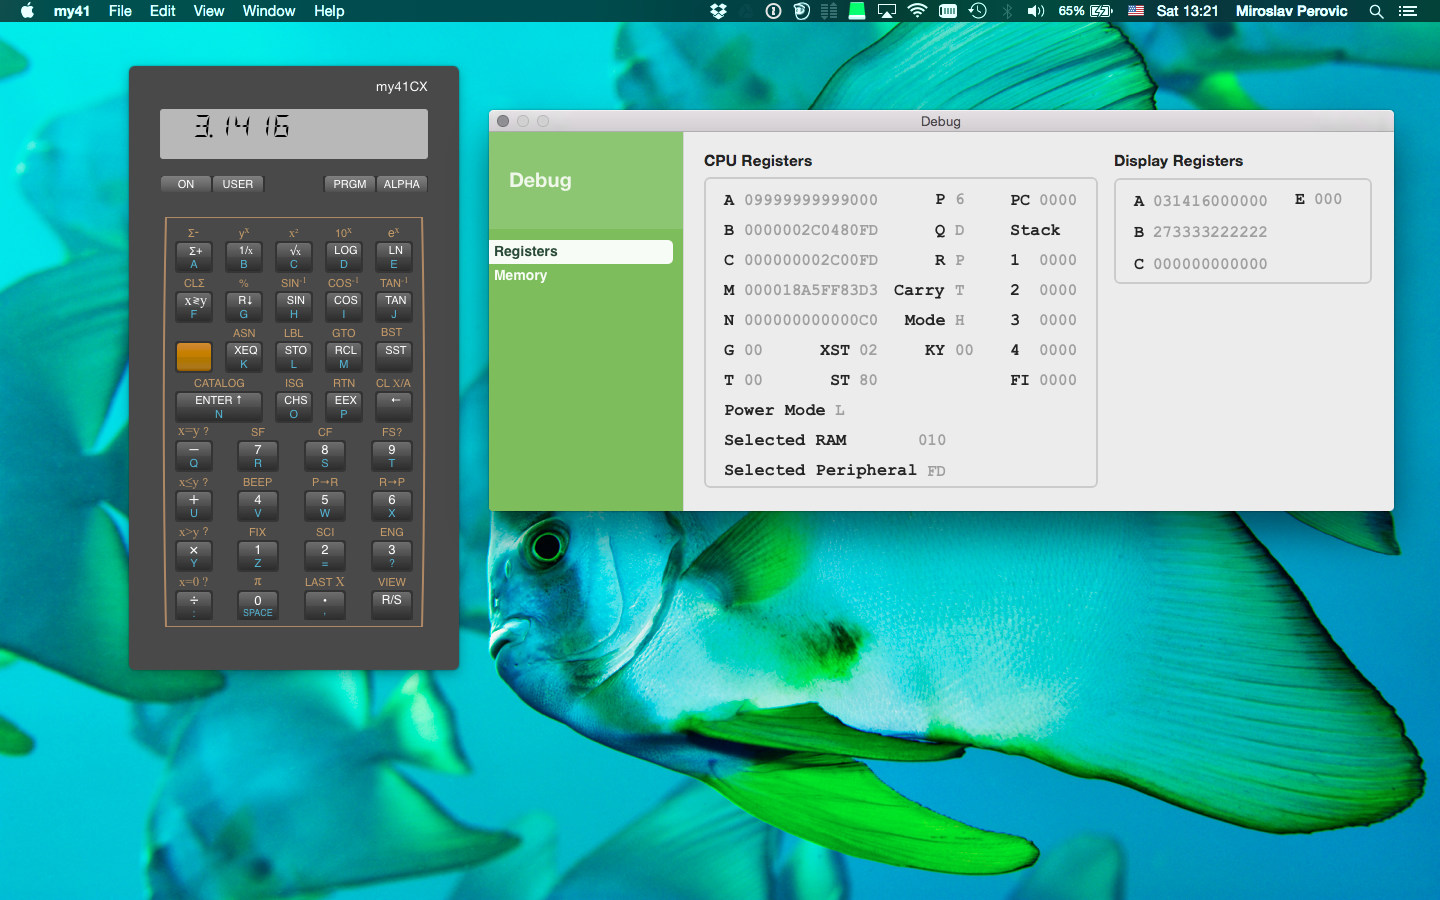 my41 File Edit View Window Help 65% Sat 13:21 Miroslav Perovic
my41CX
3.1416
ON USER PRGM ALPHA
Σ- yˣ x² 10ˣ eˣ
Σ+ 1/x √x LOG LN
A B C D E
CLΣ % SIN⁻¹ COS⁻¹ TAN⁻¹
x≷y R↓ SIN COS TAN
F G H I J
ASN LBL GTO BST
XEQ STO RCL SST
K L M
CATALOG ISG RTN CL X/A
ENTER ↑ CHS EEX ←
N O P
x=y ? SF CF FS?
− 7 8 9
Q R S T
x≤y ? BEEP P→R R→P
+ 4 5 6
U V W X
x>y ? FIX SCI ENG
× 1 2 3
Y Z = ?
x=0 ? π LAST X VIEW
÷ 0 • R/S
: SPACE ,
Debug
Debug
Registers
Memory
CPU Registers
A 09999999999000 P 6 PC 0000
B 0000002C0480FD Q D Stack
C 000000002C00FD R P 1 0000
M 000018A5FF83D3 Carry T 2 0000
N 000000000000C0 Mode H 3 0000
G 00 XST 02 KY 00 4 0000
T 00 ST 80 FI 0000
Power Mode L
Selected RAM 010
Selected Peripheral FD
Display Registers
A 031416000000 E 000
B 273333222222
C 000000000000